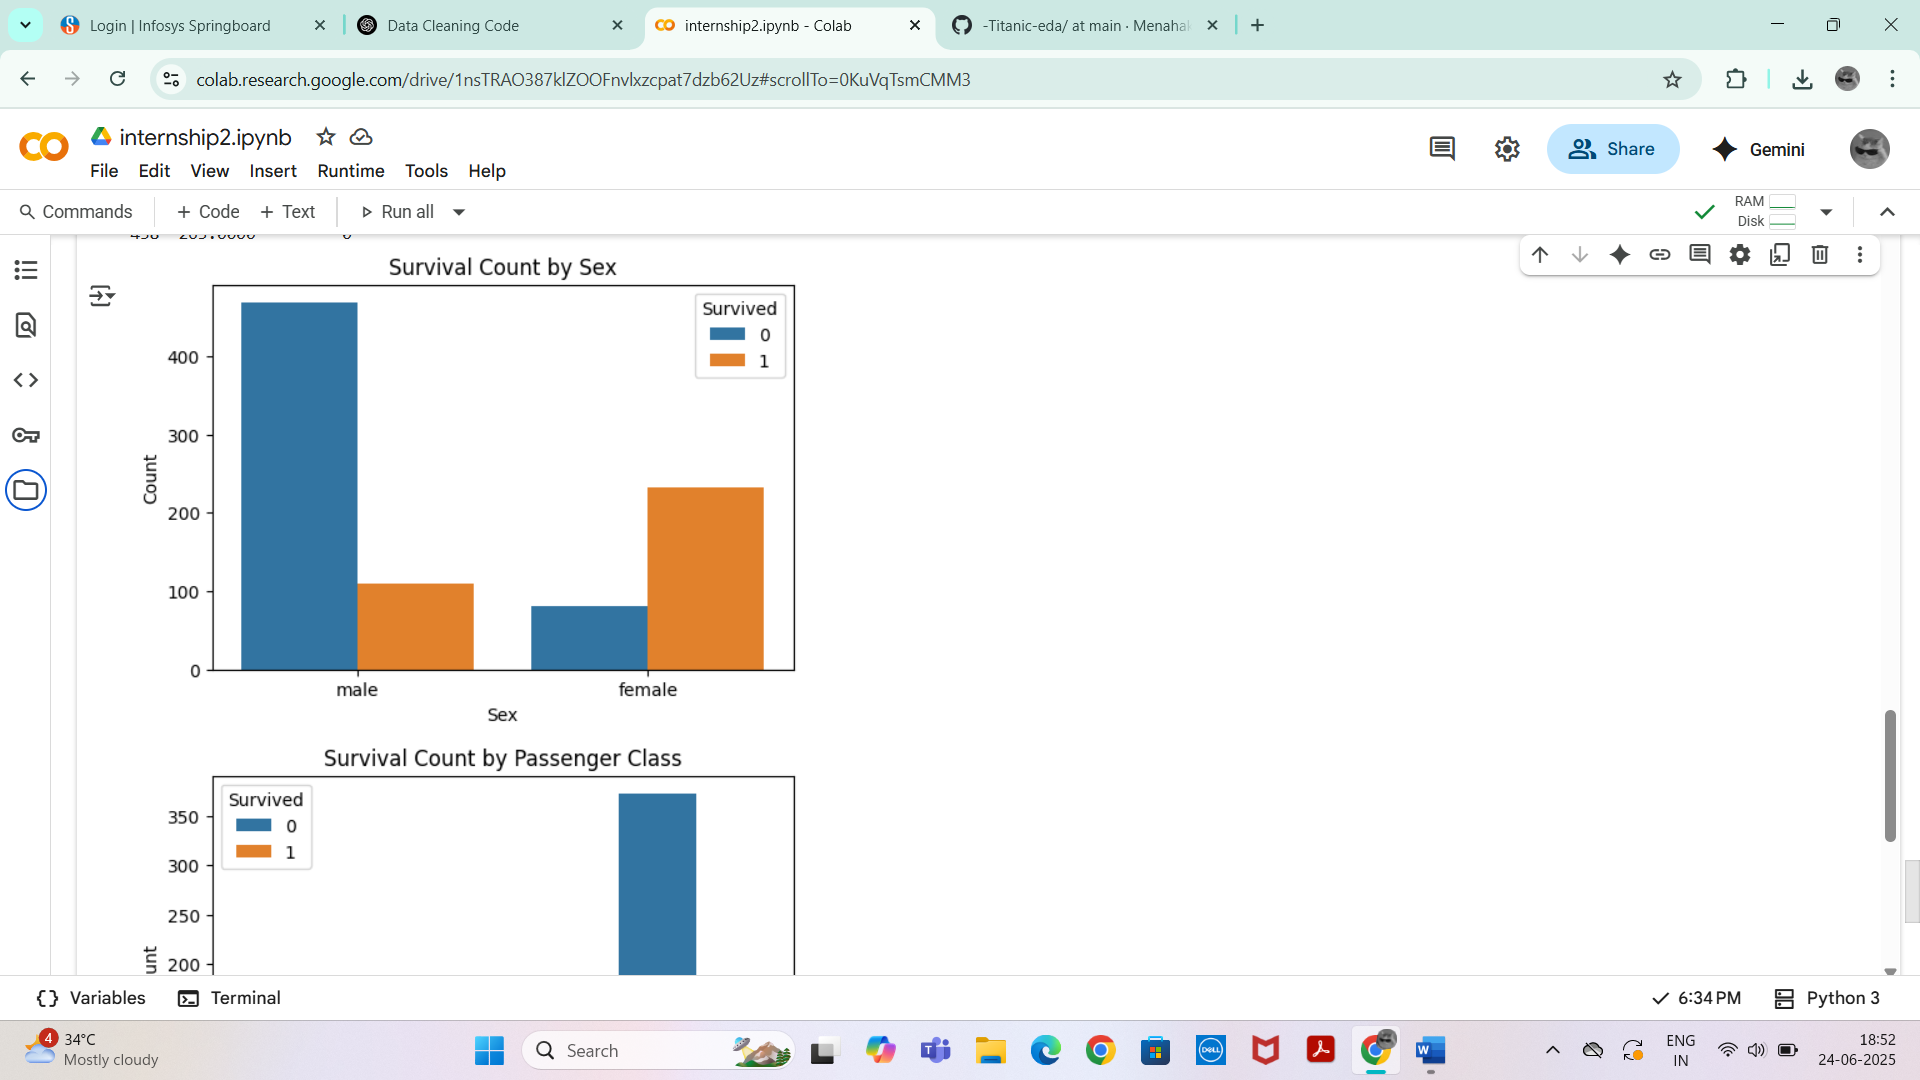 Login | Infosys Springboard
Data Cleaning Code
internship2.ipynb - Colab
-Titanic-eda/ at main · Menahak
colab.research.google.com/drive/1nsTRAO387klZOOFnvlxzcpat7dzb62Uz#scrollTo=0KuVqTsmCMM3
internship2.ipynb
File Edit View Insert Runtime Tools Help
Share
Gemini
Commands + Code + Text Run all
RAM
Disk
Survival Count by Sex
Survived
0
1
400
300
200
100
0
Count
male female
Sex
Survival Count by Passenger Class
Survived
0
1
350
300
250
200
Variables Terminal
6:34 PM Python 3
4
34°C
Mostly cloudy
Search
DELL
ENG
IN
18:52
24-06-2025